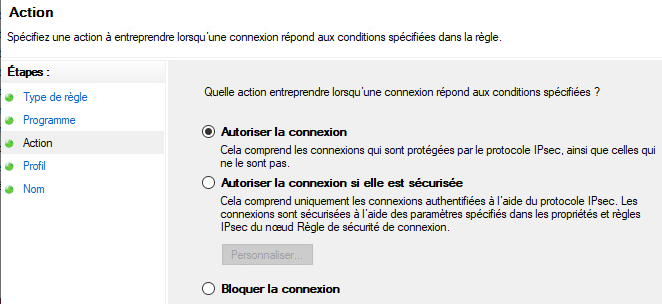 Action
Spécifiez une action à entreprendre lorsqu'une connexion répond aux conditions spécifiées dans la règle.
Étapes :
Type de règle
Programme
Action
Profil
Nom
Quelle action entreprendre lorsqu'une connexion répond aux conditions spécifiées ?
Autoriser la connexion
Cela comprend les connexions qui sont protégées par le protocole IPsec, ainsi que celles qui
ne le sont pas.
Autoriser la connexion si elle est sécurisée
Cela comprend uniquement les connexions authentifiées à l'aide du protocole IPsec. Les
connexions sont sécurisées à l'aide des paramètres spécifiés dans les propriétés et règles
IPsec du nœud Règle de sécurité de connexion.
Personnaliser...
Bloquer la connexion